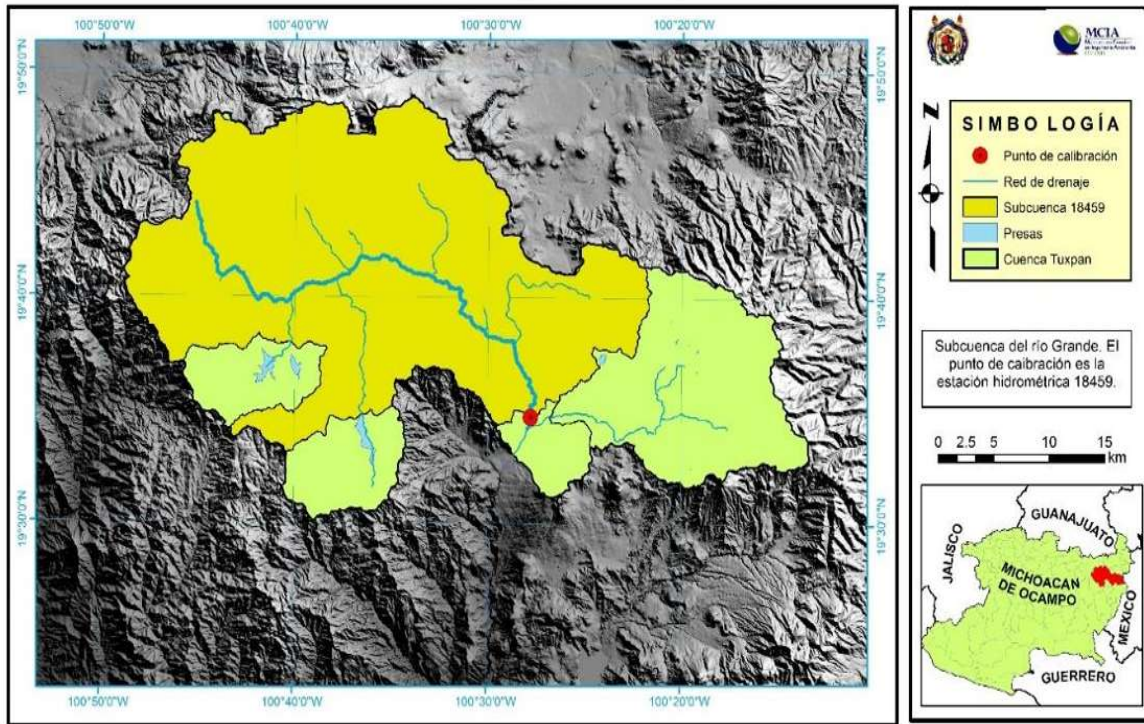 100°50'0"W 100°40'0"W 100°30'0"W 100°20'0"W
19°50'0"N 19°50'0"N
19°40'0"N 19°40'0"N
19°30'0"N 19°30'0"N
100°50'0"W 100°40'0"W 100°30'0"W 100°20'0"W
MCIA
N
SIMBOLOGÍA
Punto de calibración
Red de drenaje
Subcuenca 18459
Presas
Cuenca Tuxpan
Subcuenca del río Grande. El
punto de caibración es la
estación hidrométrica 18459.
0 2.5 5 10 15
km
GUANAJUATO
JALISCO
MICHOACAN
DE OCAMPO
MEXICO
GUERRERO